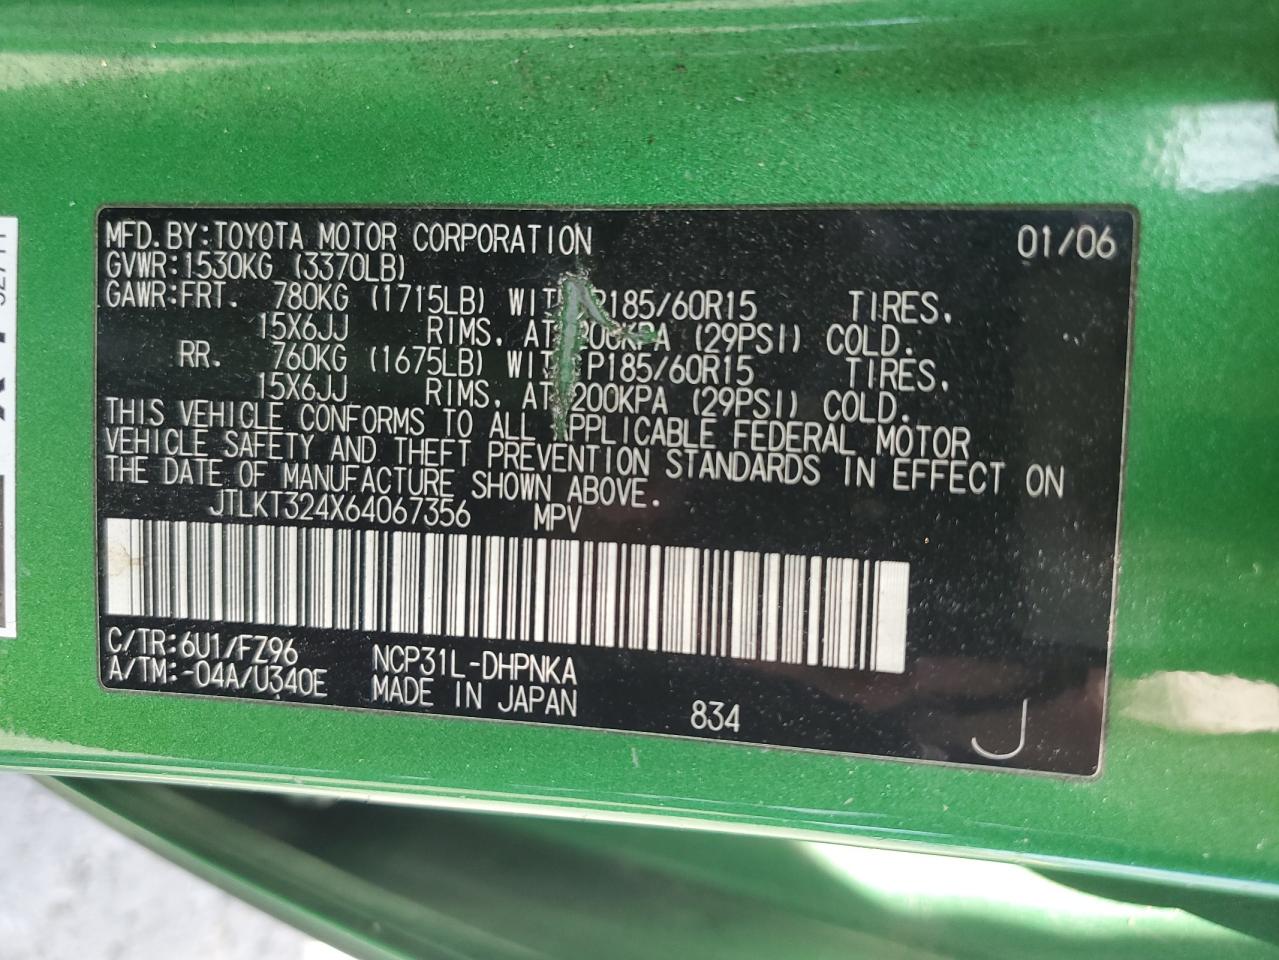 MFD. BY: TOYOTA MOTOR CORPORATION 01/06
GVWR: 1530KG (3370LB)
GAWR: FRT. 780KG (1715LB) WITH P185/60R15 TIRES,
15X6JJ RIMS, AT 200KPA (29PSI) COLD.
RR. 760KG (1675LB) WITH P185/60R15 TIRES,
15X6JJ RIMS, AT 200KPA (29PSI) COLD.
THIS VEHICLE CONFORMS TO ALL APPLICABLE FEDERAL MOTOR
VEHICLE SAFETY AND THEFT PREVENTION STANDARDS IN EFFECT ON
THE DATE OF MANUFACTURE SHOWN ABOVE.
JTLKT324X64067356 MPV
C/TR: 6U1/FZ96 NCP31L-DHPNKA
A/TM: -04A/U340E MADE IN JAPAN
834 J